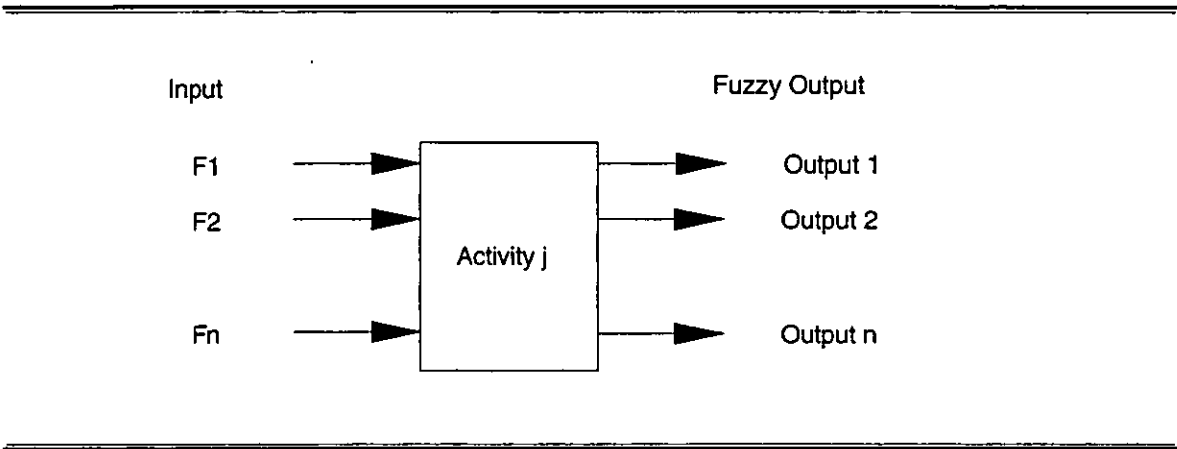 Input
Fuzzy Output
F1
Output 1
F2
Output 2
Activity j
Fn
Output n